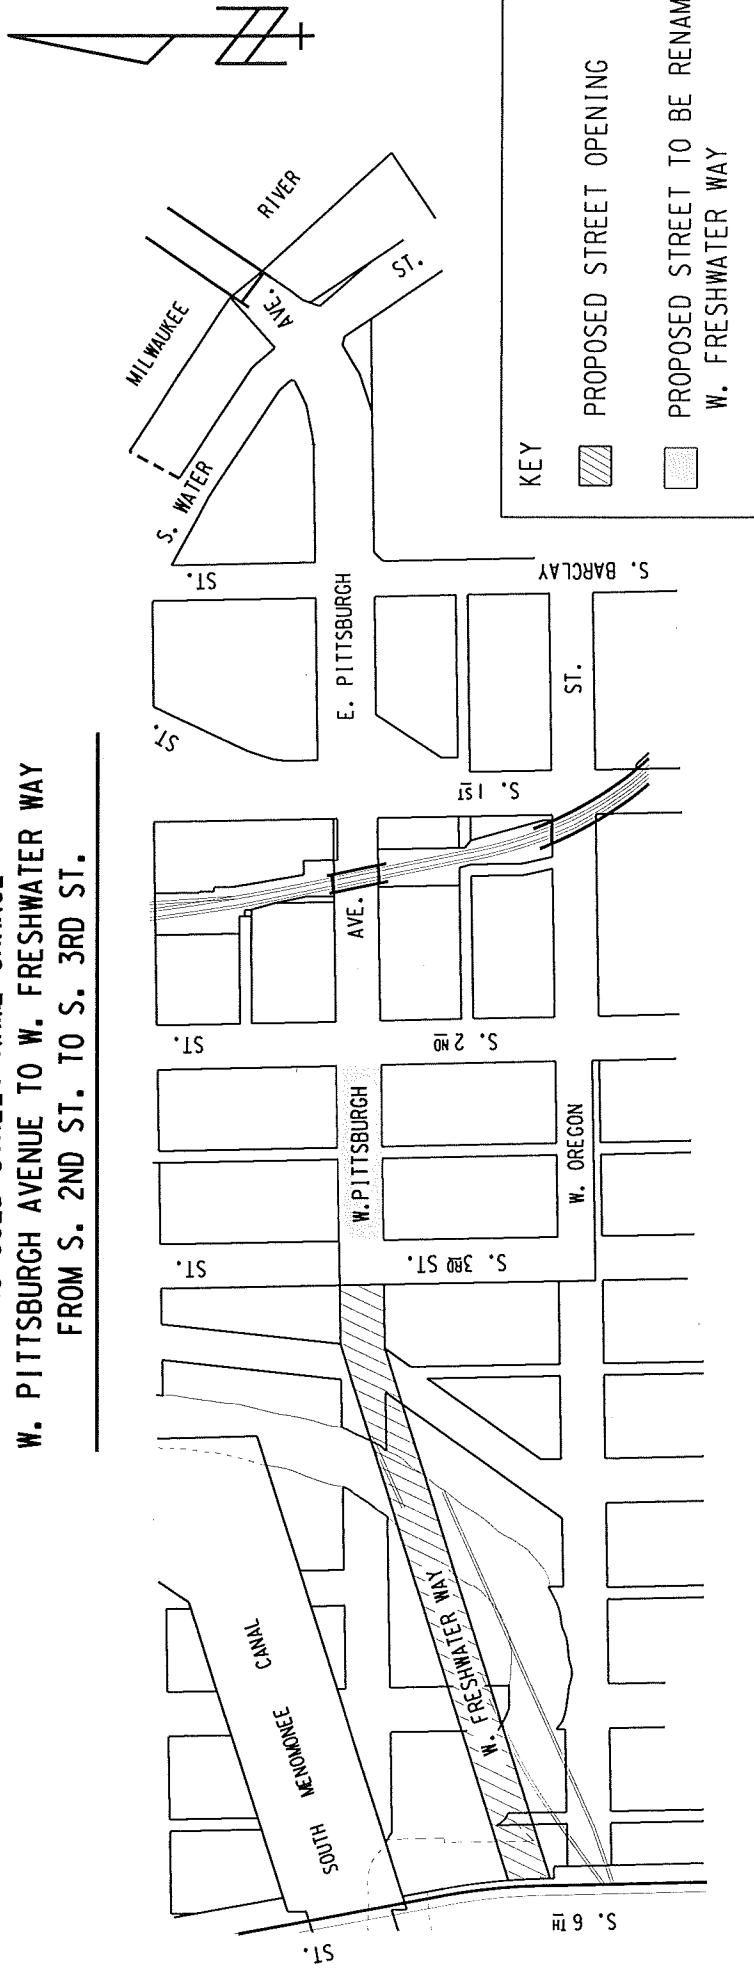 W. PITTSBURGH AVENUE TO W. FRESHWATER WAY
FROM S. 2ND ST. TO S. 3RD ST.
MILWAUKEE
RIVER
S. WATER
AVE.
ST.
ST.
ST.
E. PITTSBURGH
S. BARCLAY
ST.
S. 1ST
AVE.
ST.
S. 2ND
W. PITTSBURGH
W. OREGON
ST.
S. 3RD ST.
W. FRESHWATER WAY
SOUTH MENOMONEE CANAL
ST.
S. 6TH
KEY
PROPOSED STREET OPENING
PROPOSED STREET TO BE RENAM
W. FRESHWATER WAY
N